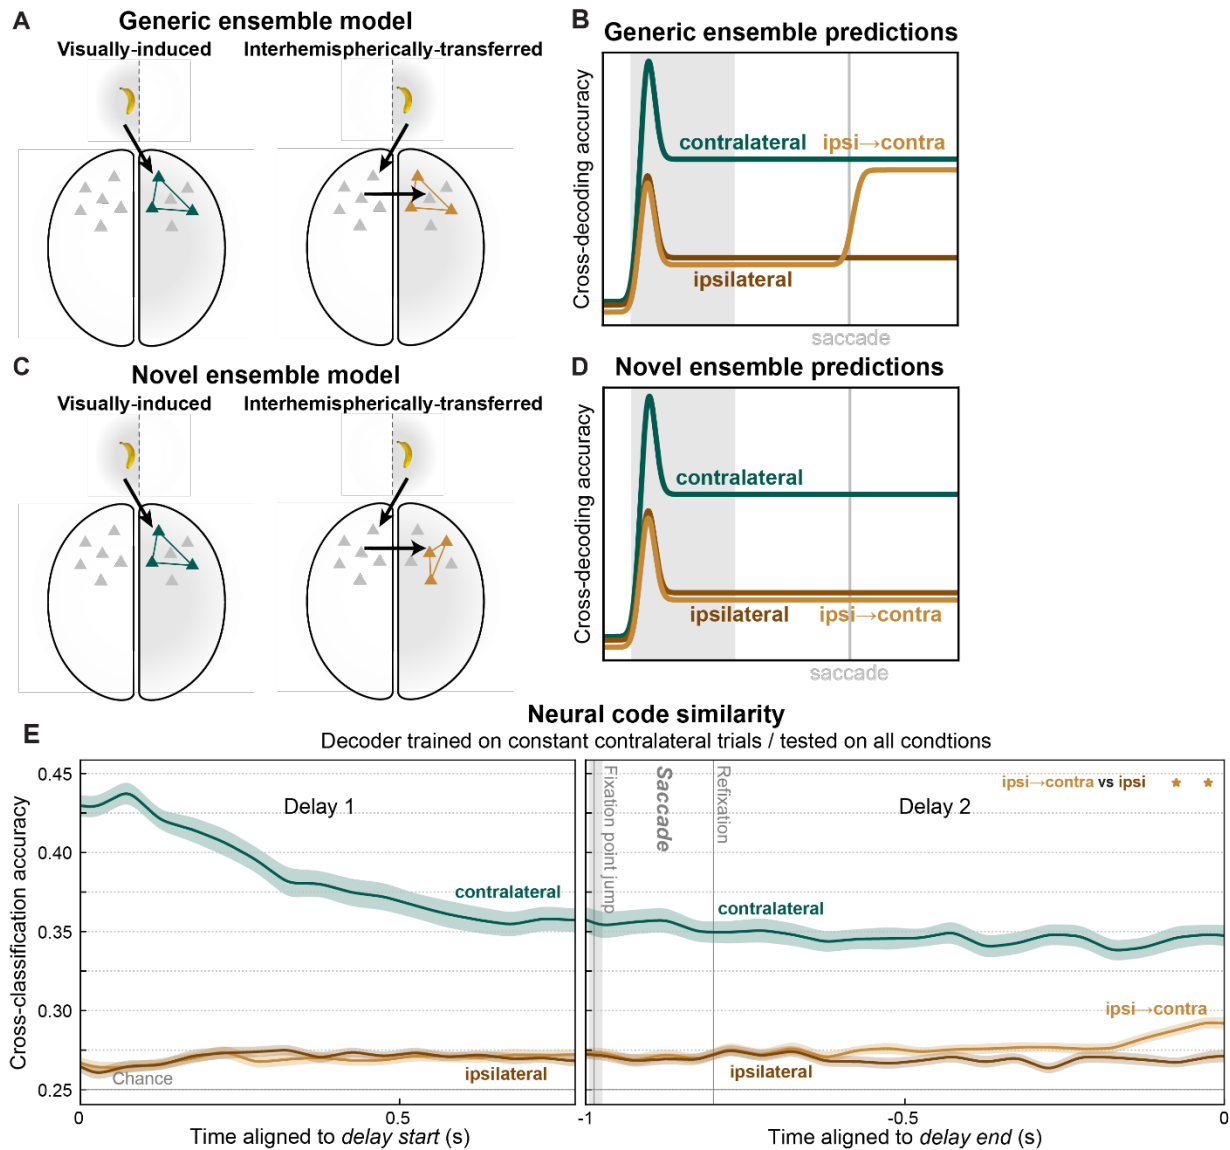 A
Generic ensemble model
Visually-induced
Interhemispherically-transferred
B
Generic ensemble predictions
Cross-decoding accuracy
contralateral
ipsi→contra
ipsilateral
saccade
C
Novel ensemble model
Visually-induced
Interhemispherically-transferred
D
Novel ensemble predictions
Cross-decoding accuracy
contralateral
ipsilateral
ipsi→contra
saccade
Neural code similarity
E
Decoder trained on constant contralateral trials / tested on all condtions
Cross-classification accuracy
0.45
0.40
0.35
0.30
0.25
Delay 1
contralateral
ipsilateral
Chance
0
0.5
Time aligned to delay start (s)
Fixation point jump
Saccade
Refixation
ipsi→contra vs ipsi * *
Delay 2
contralateral
ipsi→contra
ipsilateral
-1
-0.5
0
Time aligned to delay end (s)